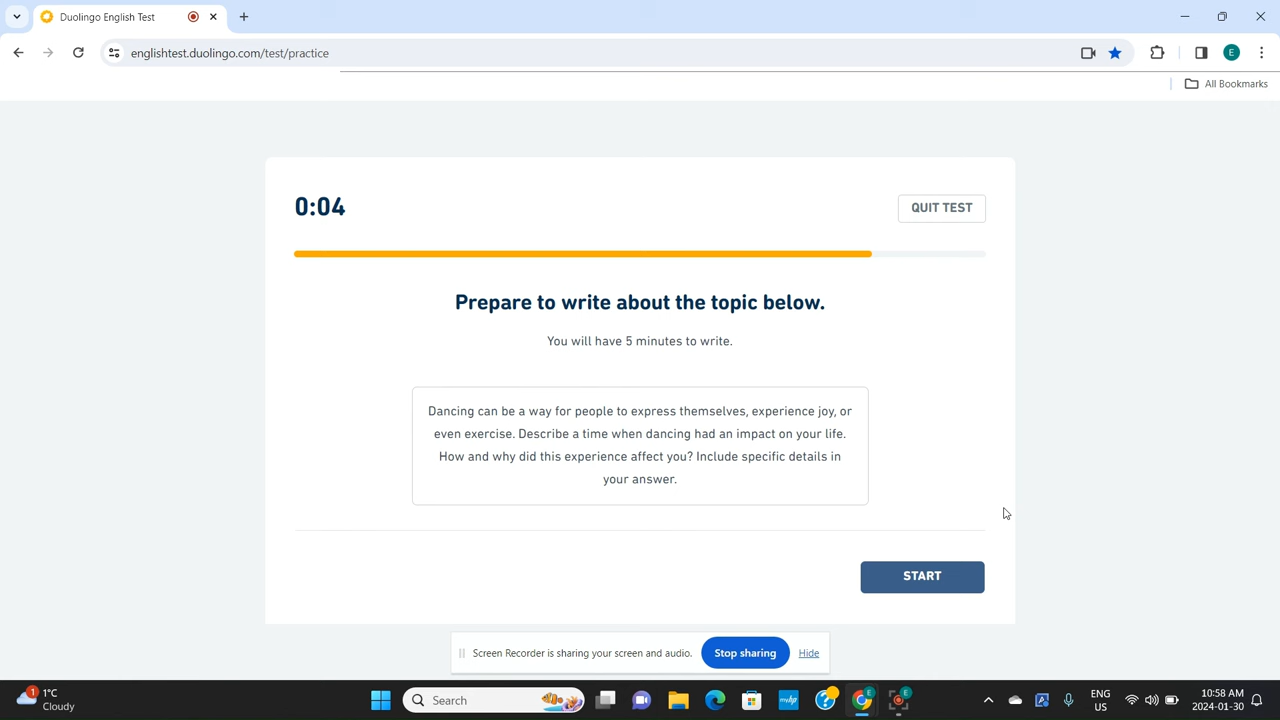 Duolingo English Test
englishtest.duolingo.com/test/practice
E
All Bookmarks
0:04
QUIT TEST
Prepare to write about the topic below.
You will have 5 minutes to write.
Dancing can be a way for people to express themselves, experience joy, or
even exercise. Describe a time when dancing had an impact on your life.
How and why did this experience affect you? Include specific details in
your answer.
START
Screen Recorder is sharing your screen and audio.
Stop sharing
Hide
1
1°C
Cloudy
Search
E
E
ENG
US
10:58 AM
2024-01-30